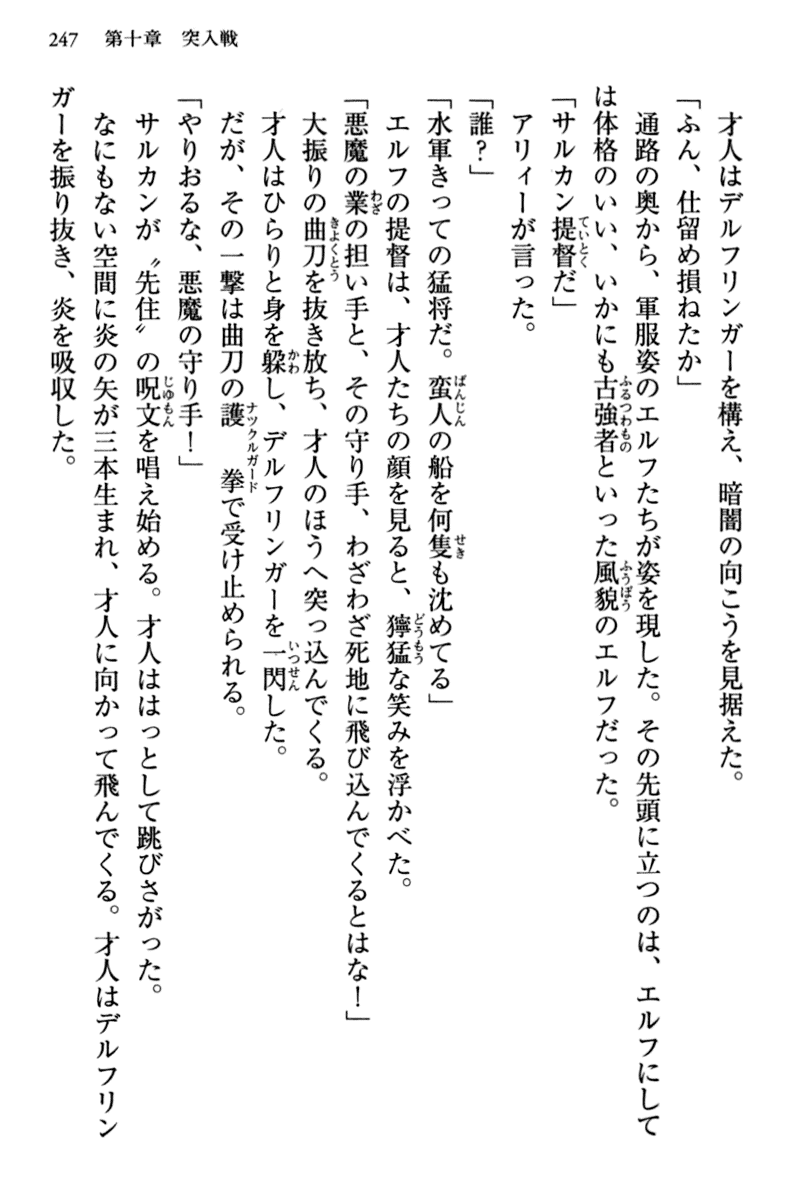 247　第十章　突入戦
才人はデルフリンガーを構え、暗闇の向こうを見据えた。
「ふん、仕留め損ねたか」
通路の奥から、軍服姿のエルフたちが姿を現した。その先頭に立つのは、エルフにして
は体格のいい、いかにも古強者といった風貌のエルフだった。
「サルカン提督だ」
アリィーが言った。
「誰？」
「水軍きっての猛将だ。蛮人の船を何隻も沈めてる」
エルフの提督は、才人たちの顔を見ると、獰猛な笑みを浮かべた。
「悪魔の業の担い手と、その守り手、わざわざ死地に飛び込んでくるとはな！」
大振りの曲刀を抜き放ち、才人のほうへ突っ込んでくる。
才人はひらりと身を躱し、デルフリンガーを一閃した。
だが、その一撃は曲刀の護拳で受け止められる。
「やりおるな、悪魔の守り手！」
サルカンが〝先住〟の呪文を唱え始める。才人ははっとして跳びさがった。
なにもない空間に炎の矢が三本生まれ、才人に向かって飛んでくる。才人はデルフリン
ガーを振り抜き、炎を吸収した。